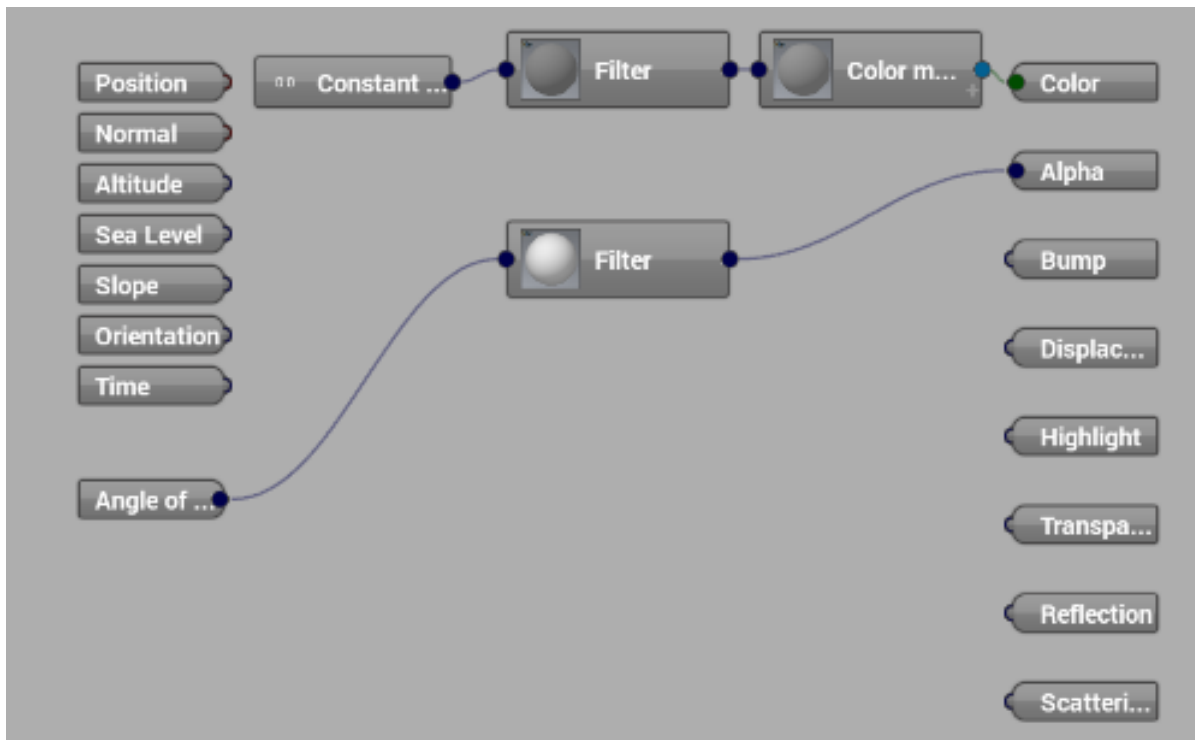 Position
Normal
Altitude
Sea Level
Slope
Orientation
Time
Angle of ...
Constant ...
Filter
Color m...
Filter
Color
Alpha
Bump
Displac...
Highlight
Transpa...
Reflection
Scatteri...